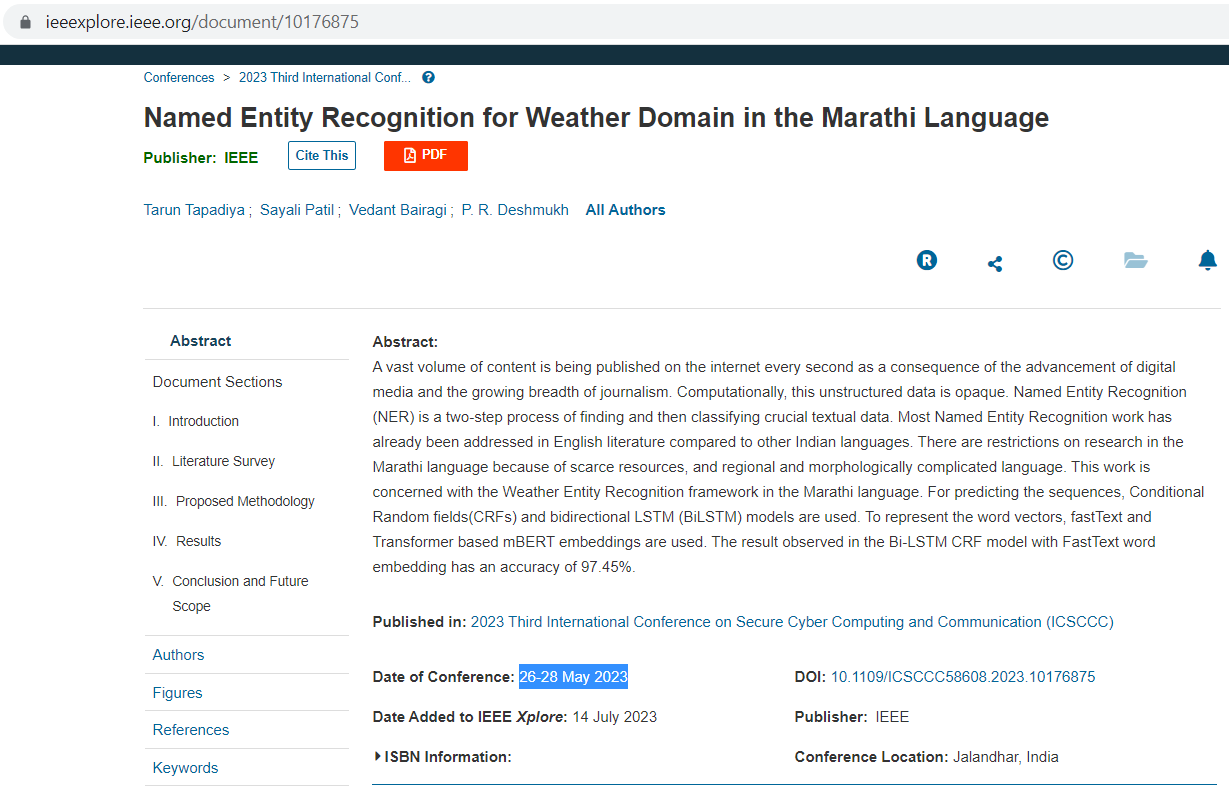 ieeexplore.ieee.org/document/10176875
Conferences > 2023 Third International Conf... ?
Named Entity Recognition for Weather Domain in the Marathi Language
Publisher: IEEE Cite This PDF
Tarun Tapadiya ; Sayali Patil ; Vedant Bairagi ; P. R. Deshmukh All Authors
R ©
Abstract
Document Sections
I. Introduction
II. Literature Survey
III. Proposed Methodology
IV. Results
V. Conclusion and Future
Scope
Authors
Figures
References
Keywords
Abstract:
A vast volume of content is being published on the internet every second as a consequence of the advancement of digital
media and the growing breadth of journalism. Computationally, this unstructured data is opaque. Named Entity Recognition
(NER) is a two-step process of finding and then classifying crucial textual data. Most Named Entity Recognition work has
already been addressed in English literature compared to other Indian languages. There are restrictions on research in the
Marathi language because of scarce resources, and regional and morphologically complicated language. This work is
concerned with the Weather Entity Recognition framework in the Marathi language. For predicting the sequences, Conditional
Random fields(CRFs) and bidirectional LSTM (BiLSTM) models are used. To represent the word vectors, fastText and
Transformer based mBERT embeddings are used. The result observed in the Bi-LSTM CRF model with FastText word
embedding has an accuracy of 97.45%.
Published in: 2023 Third International Conference on Secure Cyber Computing and Communication (ICSCCC)
Date of Conference: 26-28 May 2023 DOI: 10.1109/ICSCCC58608.2023.10176875
Date Added to IEEE Xplore: 14 July 2023 Publisher: IEEE
ISBN Information: Conference Location: Jalandhar, India